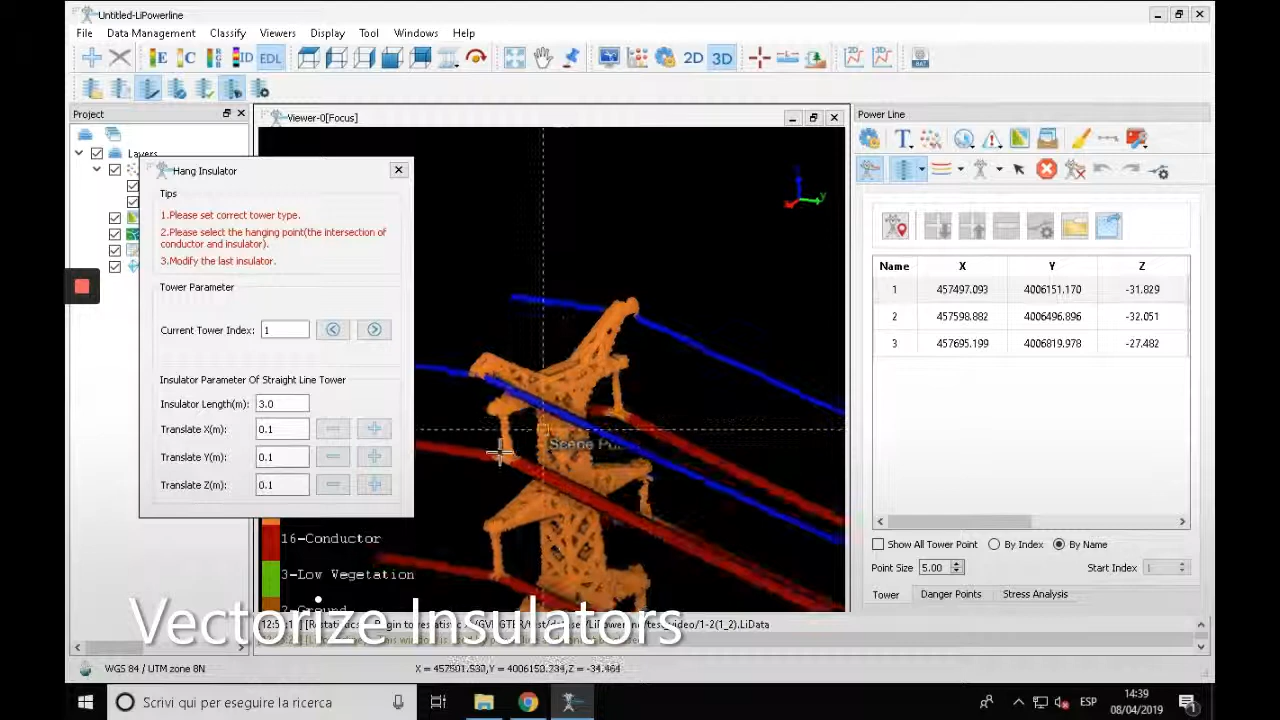 Untitled-LiPowerline
File Data Management Classify Viewers Display Tool Windows Help
E C ID EDL 2D 3D
Project
Layers
Viewer-0[Focus]
Hang Insulator
Tips
1.Please set correct tower type.
2.Please select the hanging point(the intersection of
conductor and insulator).
3.Modify the last insulator.
Tower Parameter
Current Tower Index: 1
Insulator Parameter Of Straight Line Tower
Insulator Length(m): 3.0
Translate X(m): 0.1
Translate Y(m): 0.1
Translate Z(m): 0.1
Scene
16-Conductor
3-Low Vegetation
2-Ground
Vectorize Insulators
Power Line
Name X Y Z
1 457497.093 4006151.170 -31.829
2 457598.882 4006496.896 -32.051
3 457695.199 4006819.978 -27.482
Show All Tower Point By Index By Name
Point Size 5.00 Start Index 1
Tower Danger Points Stress Analysis
WGS 84 / UTM zone 8N
X = 457501.530,Y = 4006150.734,Z = -34.464
Scrivi qui per eseguire la ricerca
ESP
14:39
08/04/2019